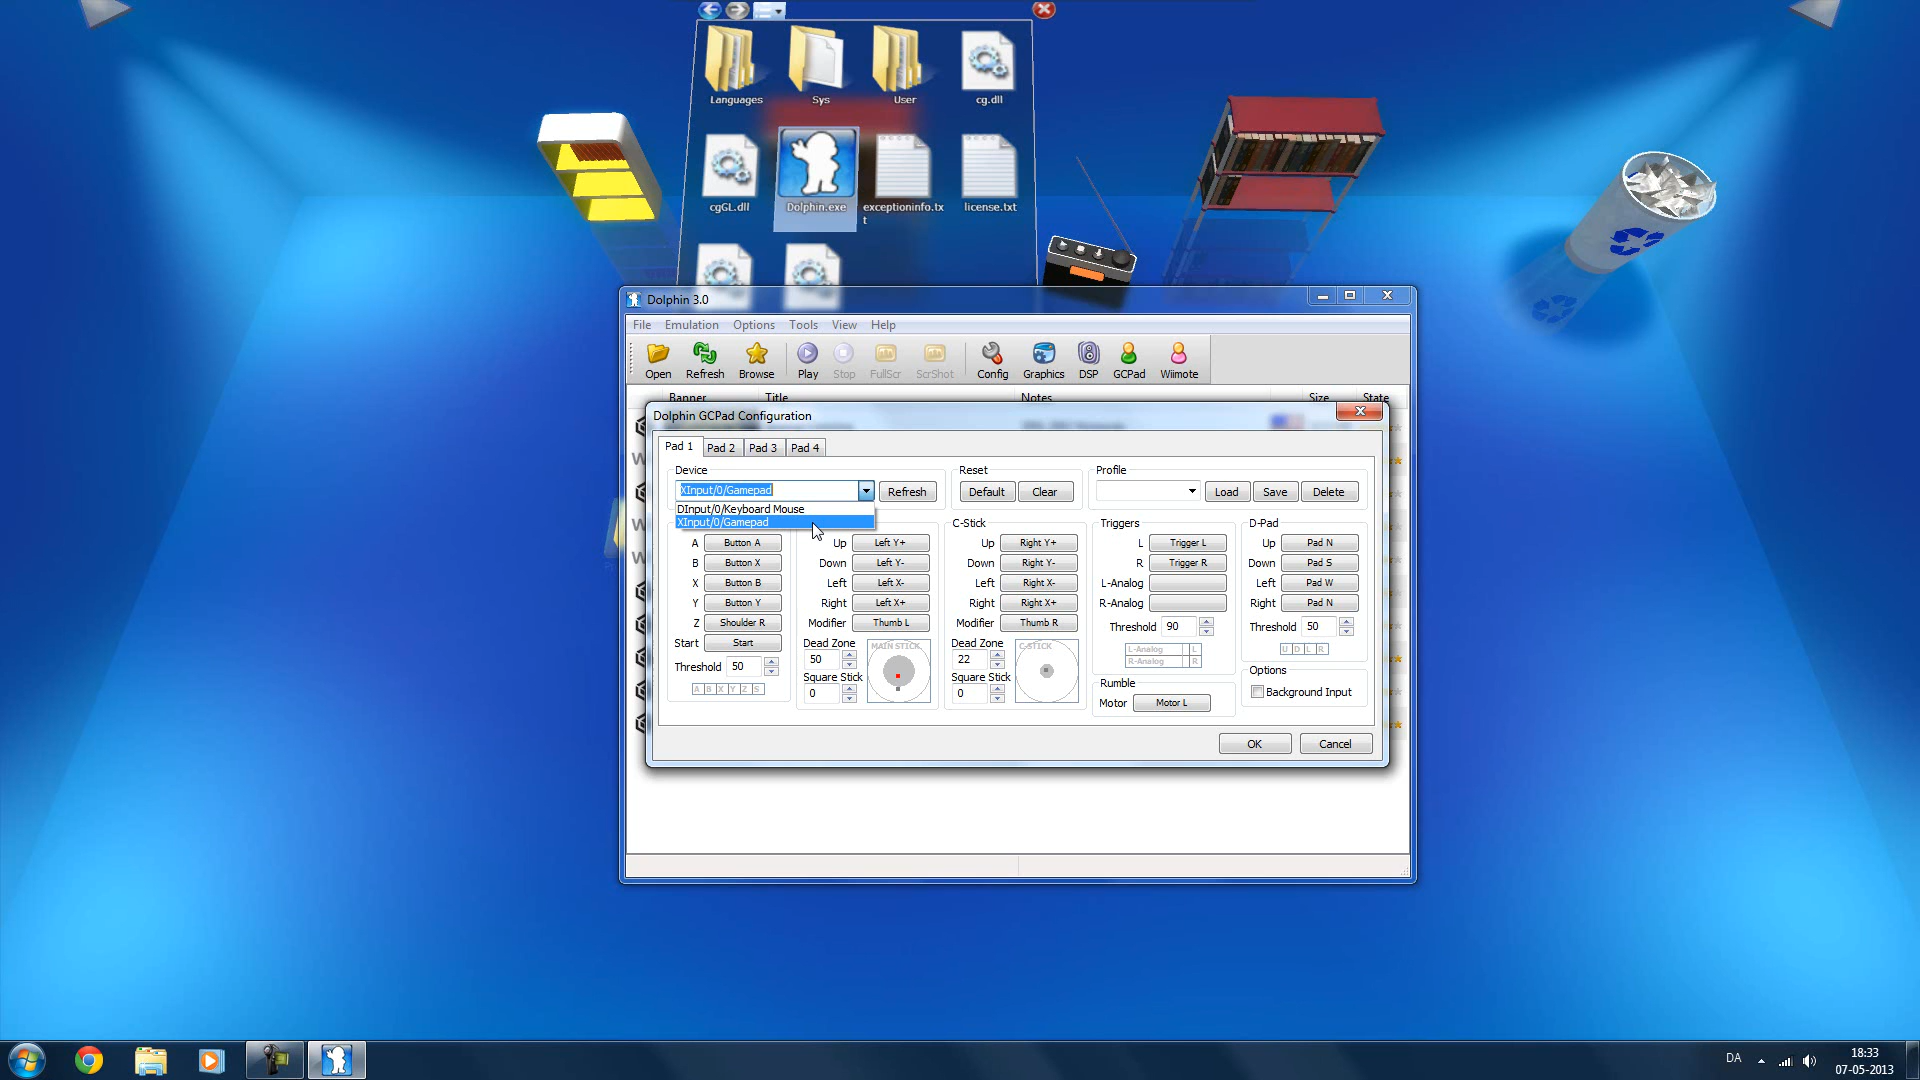 Languages
Sys
User
cg.dll
cgGL.dll
Dolphin.exe
exceptioninfo.tx
t
license.txt
Dolphin 3.0
File Emulation Options Tools View Help
Open Refresh Browse Play Stop FullScr ScrShot Config Graphics DSP GCPad Wiimote
Banner Title Notes Size State
Dolphin GCPad Configuration
Pad 1 Pad 2 Pad 3 Pad 4
Device
XInput/0/Gamepad
Refresh
DInput/0/Keyboard Mouse
XInput/0/Gamepad
Reset
Default Clear
Profile
Load Save Delete
A Button A
B Button X
X Button B
Y Button Y
Z Shoulder R
Start Start
Threshold 50
A B X Y Z S
Up Left Y+
Down Left Y-
Left Left X-
Right Left X+
Modifier Thumb L
Dead Zone
50
Square Stick
0
MAIN STICK
C-Stick
Up Right Y+
Down Right Y-
Left Right X-
Right Right X+
Modifier Thumb R
Dead Zone
22
Square Stick
0
C-STICK
Triggers
L Trigger L
R Trigger R
L-Analog
R-Analog
Threshold 90
L-Analog L
R-Analog R
Rumble
Motor Motor L
D-Pad
Up Pad N
Down Pad S
Left Pad W
Right Pad N
Threshold 50
U D L R
Options
Background Input
OK Cancel
DA
18:33
07-05-2013